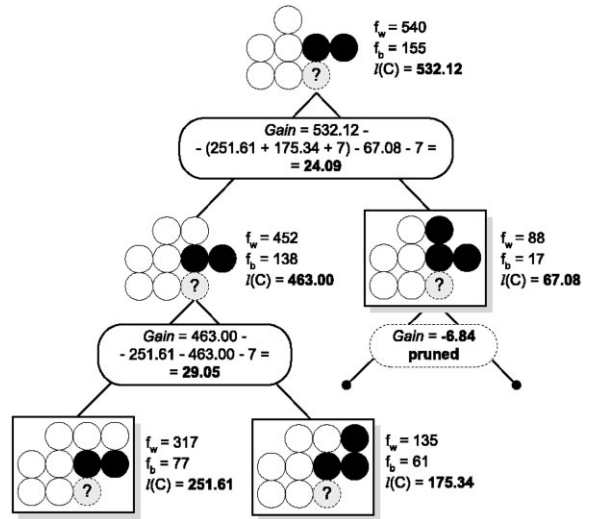 f_w = 540
f_b = 155
l(C) = 532.12
?
Gain = 532.12 -
- (251.61 + 175.34 + 7) - 67.08 - 7 =
= 24.09
f_w = 452
f_b = 138
l(C) = 463.00
?
f_w = 88
f_b = 17
l(C) = 67.08
?
Gain = 463.00 -
- 251.61 - 463.00 - 7 =
= 29.05
Gain = -6.84
pruned
f_w = 317
f_b = 77
l(C) = 251.61
?
f_w = 135
f_b = 61
l(C) = 175.34
?